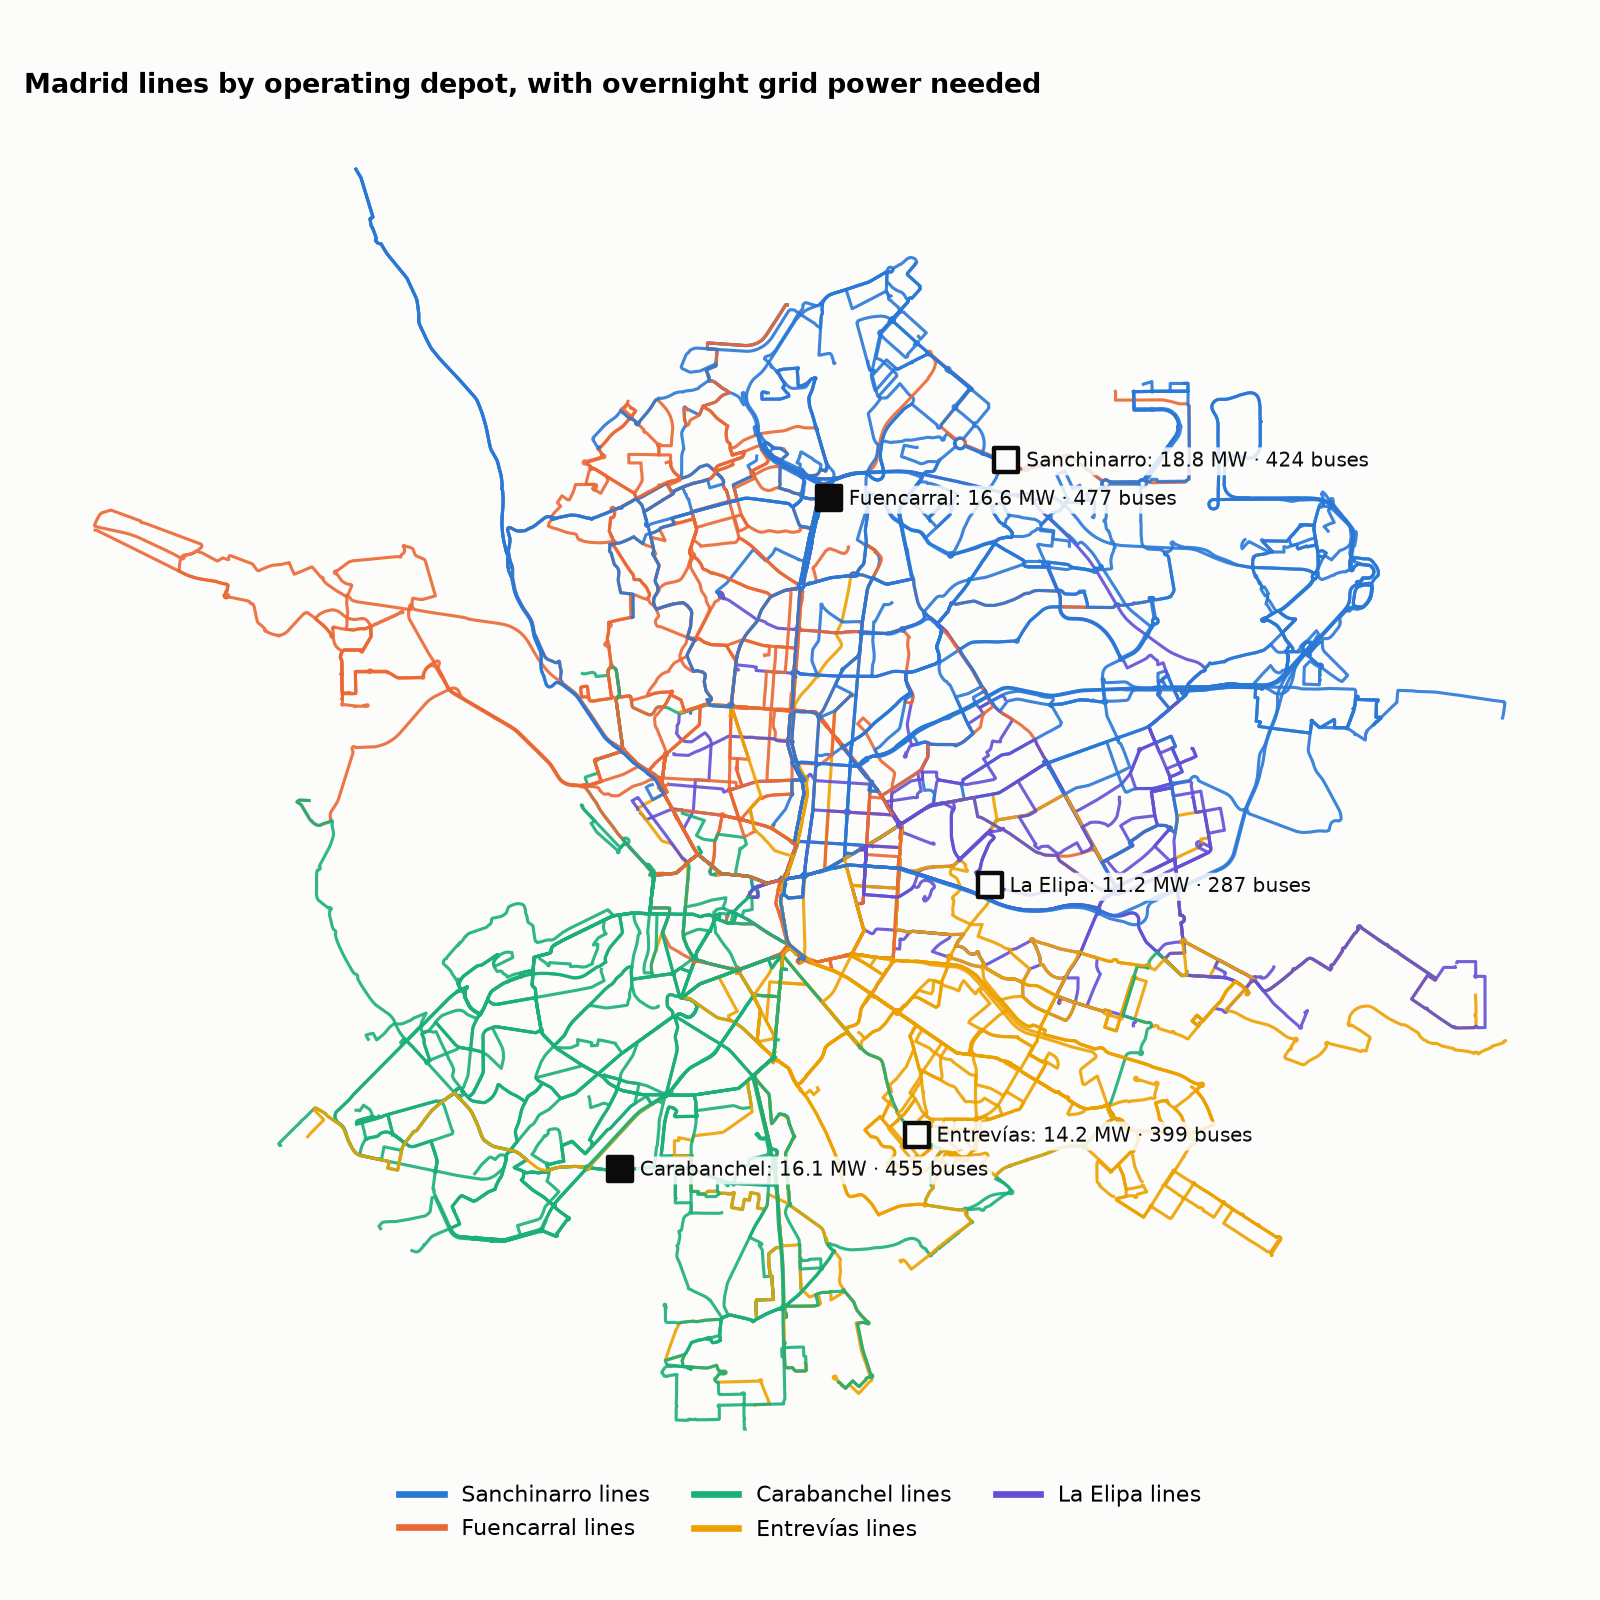 Madrid lines by operating depot, with overnight grid power needed
Sanchinarro: 18.8 MW · 424 buses
Fuencarral: 16.6 MW · 477 buses
La Elipa: 11.2 MW · 287 buses
Entrevías: 14.2 MW · 399 buses
Carabanchel: 16.1 MW · 455 buses
Sanchinarro lines
Fuencarral lines
Carabanchel lines
Entrevías lines
La Elipa lines